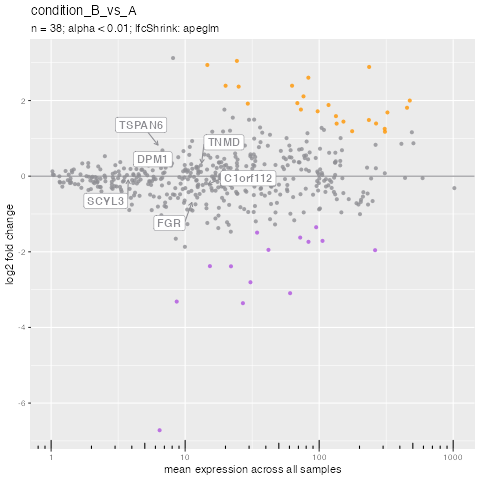 condition_B_vs_A
n = 38; alpha < 0.01; lfcShrink: apeglm
TSPAN6
TNMD
DPM1
C1orf112
SCYL3
FGR
2
0
-2
-4
-6
log2 fold change
1
10
100
1000
mean expression across all samples